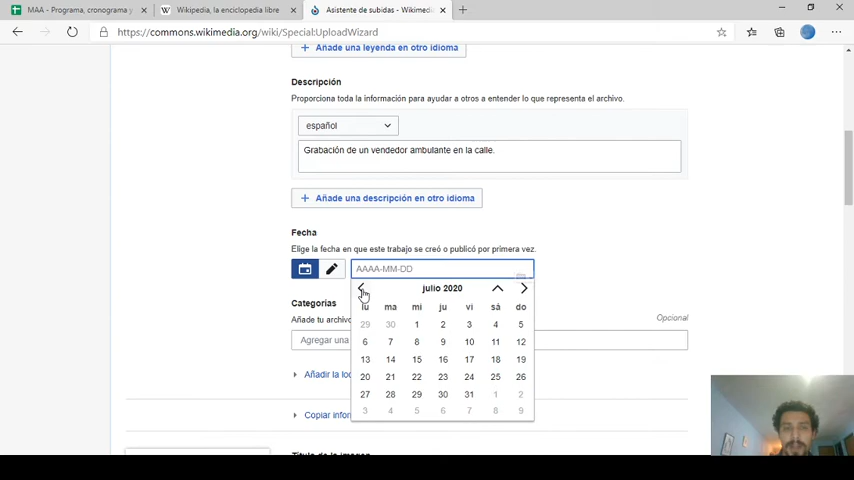 MAA - Programa, cronograma y
Wikipedia, la enciclopedia libre
Asistente de subidas - Wikime
https://commons.wikimedia.org/wiki/Special:UploadWizard
+ Añade una leyenda en otro idioma
Descripción
Proporciona toda la información para ayudar a otros a entender lo que representa el archivo.
español
Grabación de un vendedor ambulante en la calle.
+ Añade una descripción en otro idioma
Fecha
Elige la fecha en que este trabajo se creó o publicó por primera vez.
AAAA-MM-DD
julio 2020
lu ma mi ju vi sá do
29 30 1 2 3 4 5
6 7 8 9 10 11 12
13 14 15 16 17 18 19
20 21 22 23 24 25 26
27 28 29 30 31 1 2
3 4 5 6 7 8 9
Categorías
Añade tu archivo
Opcional
Agregar una
Añadir la loc
Copiar infor
Título de la imagen